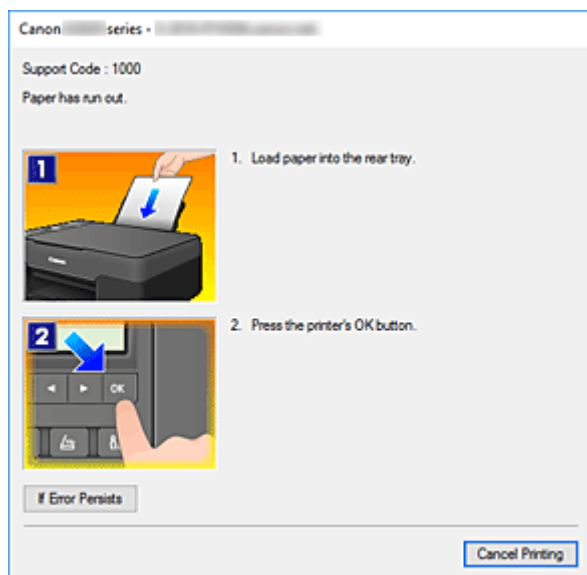 Canon series -
Support Code : 1000
Paper has run out.
1
1. Load paper into the rear tray.
Canon
2
2. Press the printer's OK button.
OK
If Error Persists
Cancel Printing